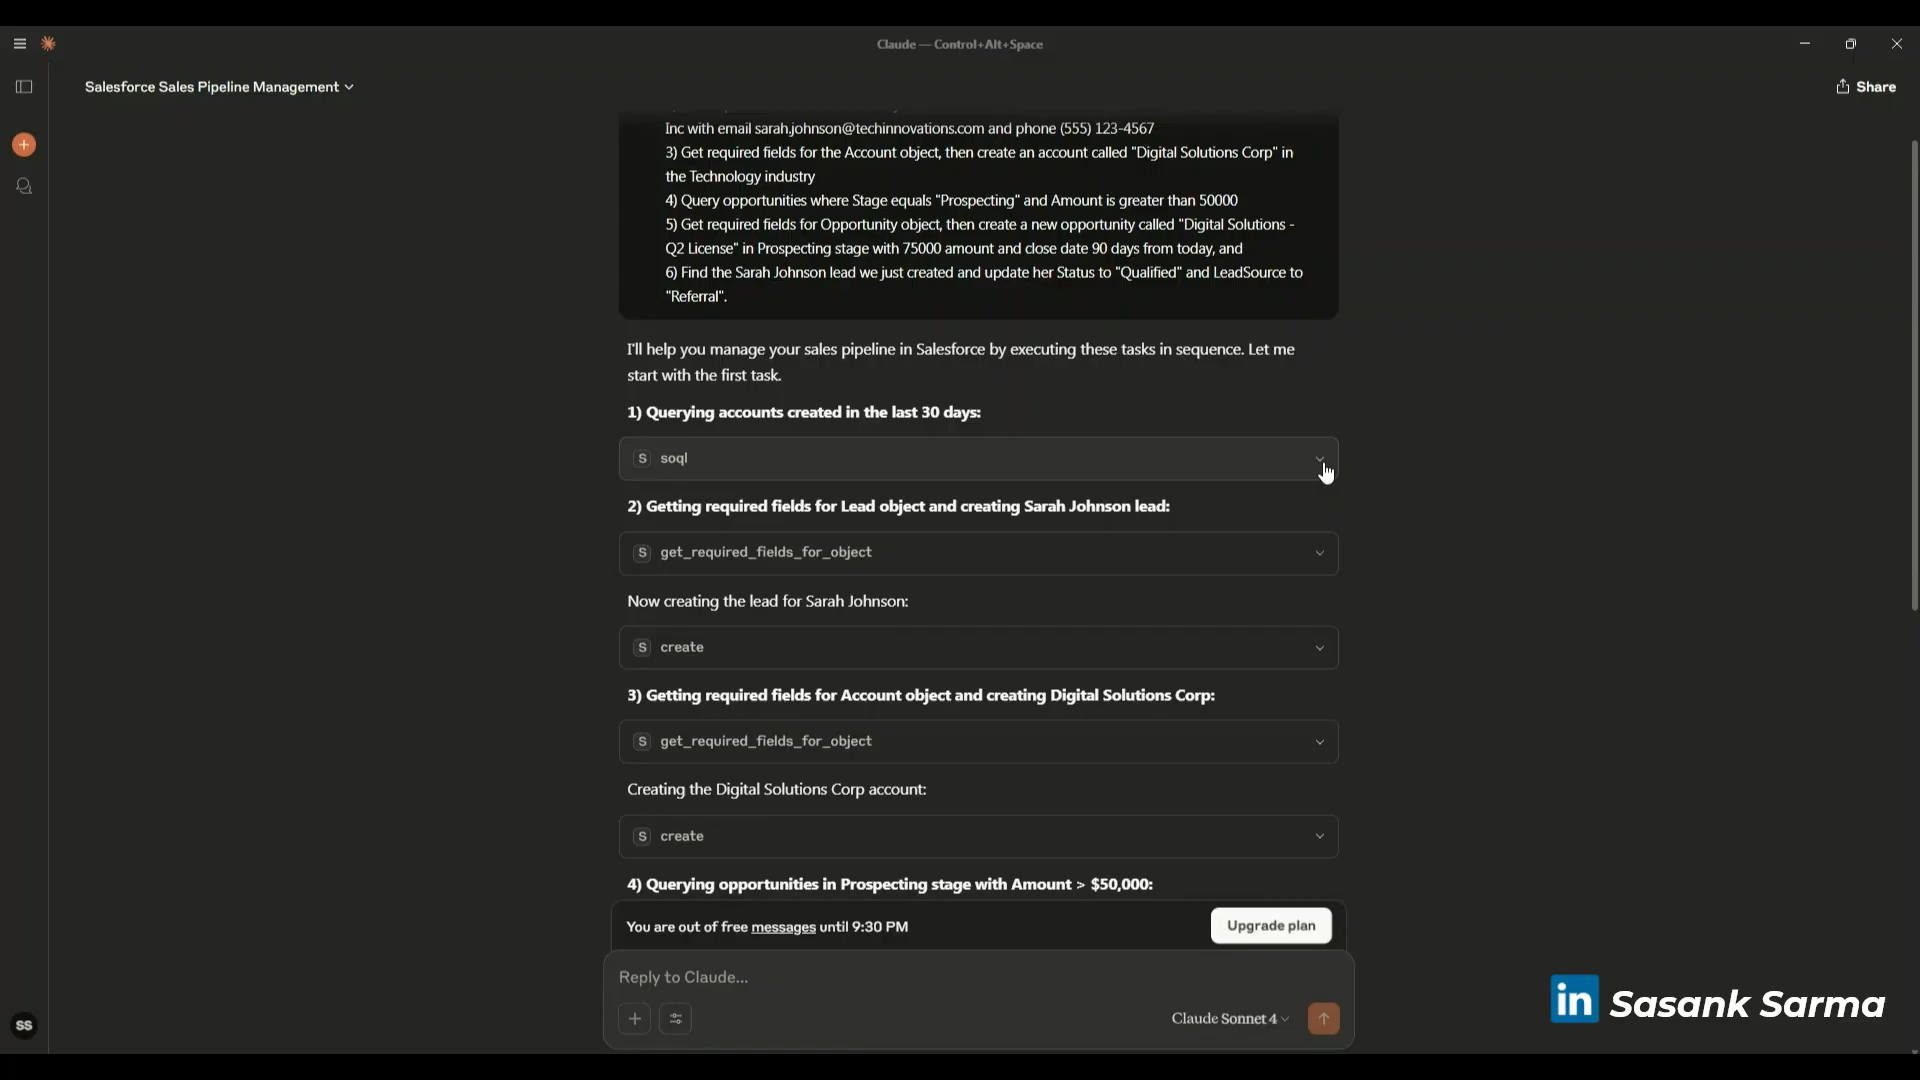 Claude — Control+Alt+Space
Salesforce Sales Pipeline Management
Share
Inc with email sarah.johnson@techinnovations.com and phone (555) 123-4567
3) Get required fields for the Account object, then create an account called "Digital Solutions Corp" in
the Technology industry
4) Query opportunities where Stage equals "Prospecting" and Amount is greater than 50000
5) Get required fields for Opportunity object, then create a new opportunity called "Digital Solutions -
Q2 License" in Prospecting stage with 75000 amount and close date 90 days from today, and
6) Find the Sarah Johnson lead we just created and update her Status to "Qualified" and LeadSource to
"Referral".
I'll help you manage your sales pipeline in Salesforce by executing these tasks in sequence. Let me
start with the first task.
1) Querying accounts created in the last 30 days:
S soql
2) Getting required fields for Lead object and creating Sarah Johnson lead:
S get_required_fields_for_object
Now creating the lead for Sarah Johnson:
S create
3) Getting required fields for Account object and creating Digital Solutions Corp:
S get_required_fields_for_object
Creating the Digital Solutions Corp account:
S create
4) Querying opportunities in Prospecting stage with Amount > $50,000:
You are out of free messages until 9:30 PM
Upgrade plan
Reply to Claude...
Claude Sonnet 4
SS
in Sasank Sarma